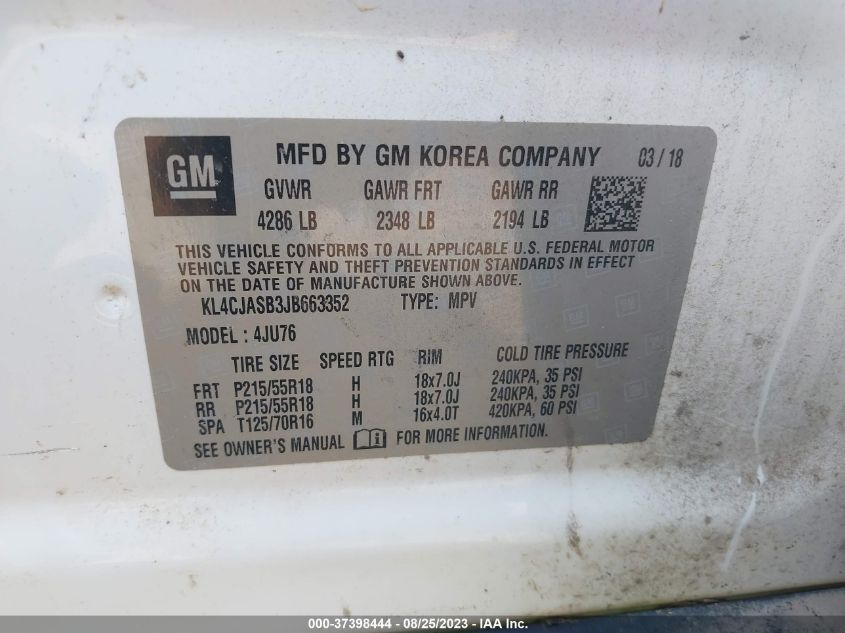 GM
MFD BY GM KOREA COMPANY 03/18
GVWR GAWR FRT GAWR RR
4286 LB 2348 LB 2194 LB
THIS VEHICLE CONFORMS TO ALL APPLICABLE U.S. FEDERAL MOTOR
VEHICLE SAFETY AND THEFT PREVENTION STANDARDS IN EFFECT
ON THE DATE OF MANUFACTURE SHOWN ABOVE.
KL4CJASB3JB663352 TYPE: MPV
MODEL : 4JU76
TIRE SIZE SPEED RTG RIM COLD TIRE PRESSURE
FRT P215/55R18 H 18x7.0J 240KPA, 35 PSI
RR P215/55R18 H 18x7.0J 240KPA, 35 PSI
SPA T125/70R16 M 16x4.0T 420KPA, 60 PSI
SEE OWNER'S MANUAL FOR MORE INFORMATION.
000-37398444 - 08/25/2023 - IAA Inc.